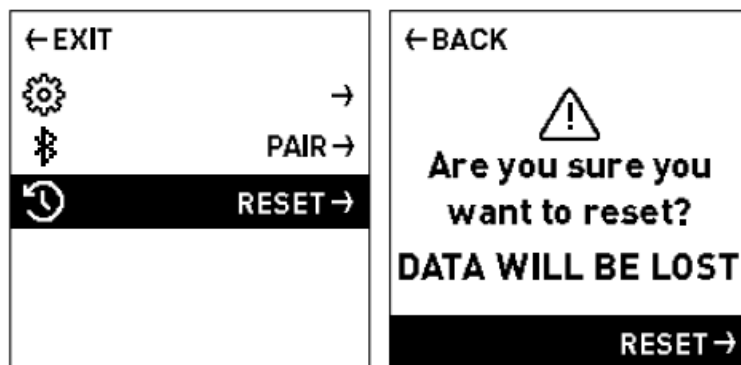 ←EXIT
→
PAIR→
RESET→
←BACK
Are you sure you
want to reset?
DATA WILL BE LOST
RESET→